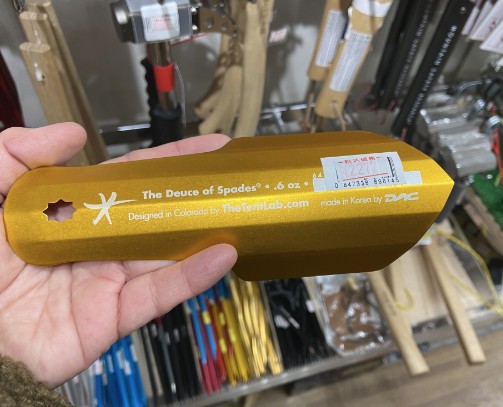 The Deuce of Spades® • .6 oz •
Designed in Colorado by TheTentLab.com made in Korea by DAC